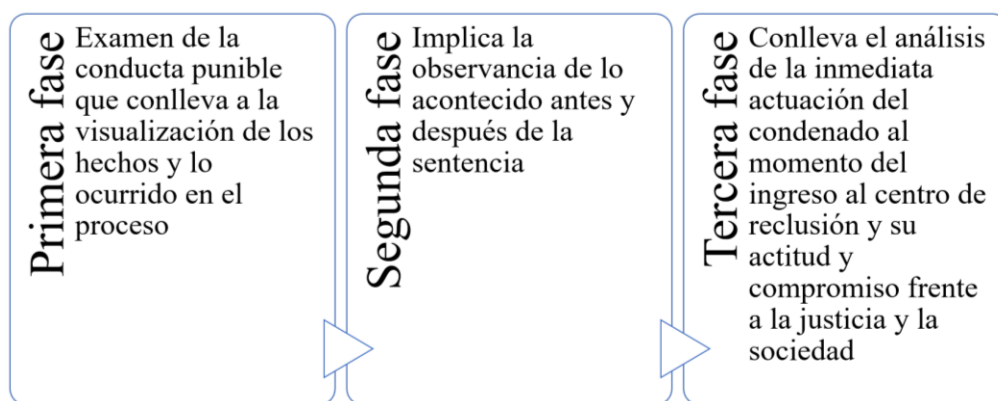 Primera fase
Examen de la
conducta punible
que conlleva a la
visualización de los
hechos y lo
ocurrido en el
proceso
Segunda fase
Implica la
observancia de lo
acontecido antes y
después de la
sentencia
Tercera fase
Conlleva el análisis
de la inmediata
actuación del
condenado al
momento del
ingreso al centro de
reclusión y su
actitud y
compromiso frente
a la justicia y la
sociedad